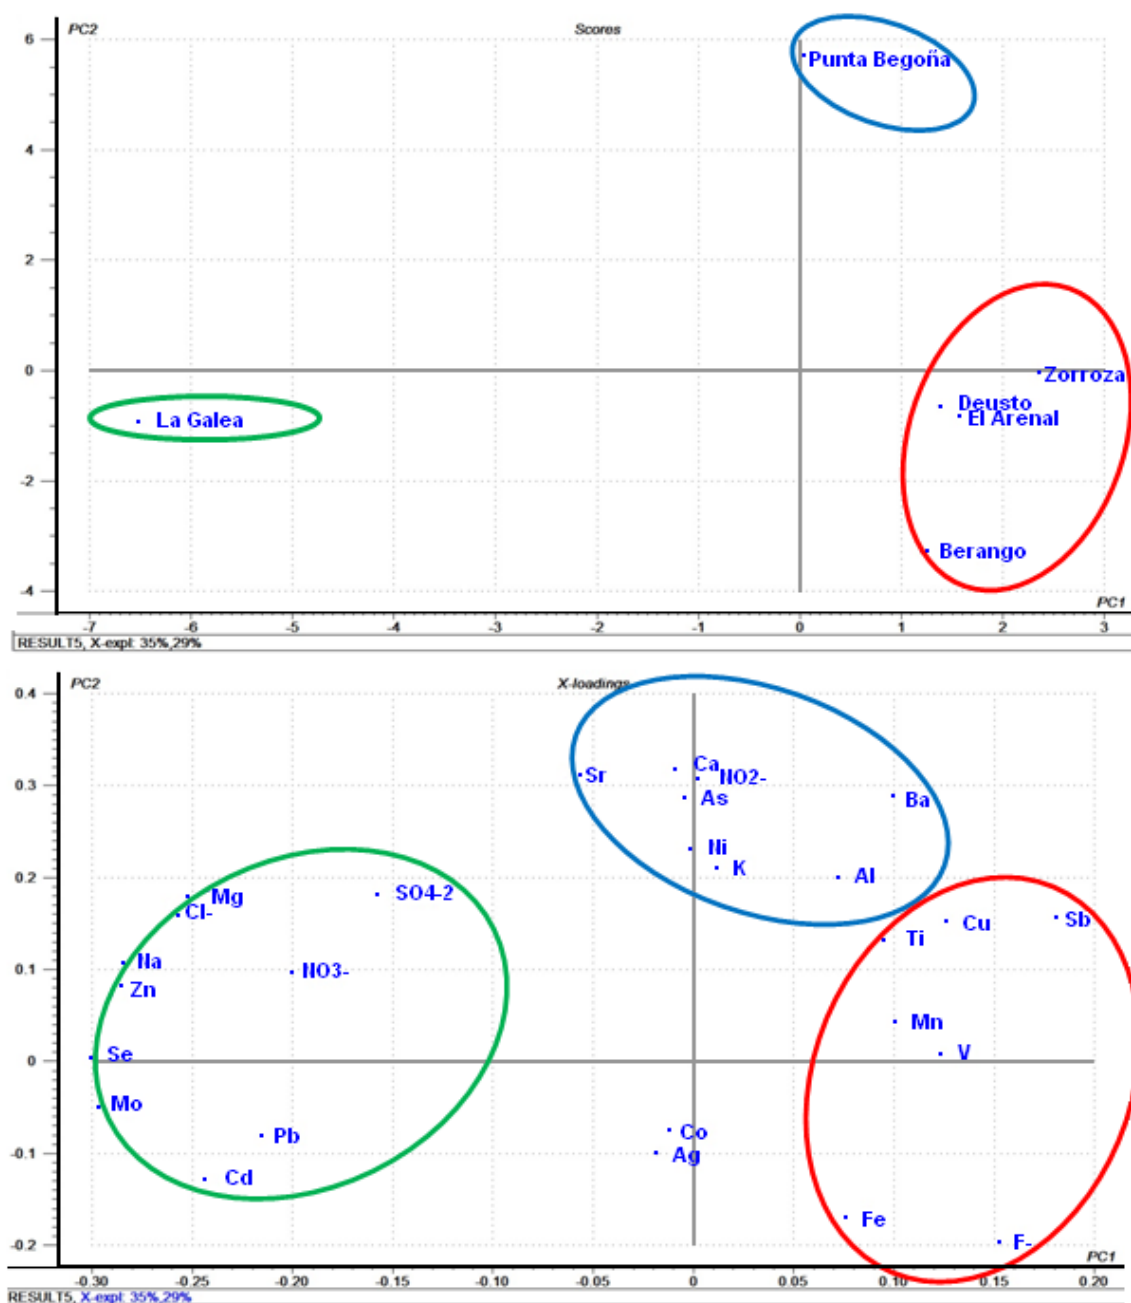 PC2
Scores
6
Punta Begoña
4
2
0
Zorroza
Deusto
La Galea
El Arenal
-2
Berango
-4
PC1
-7 -6 -5 -4 -3 -2 -1 0 1 2 3
RESULT5, X-expl: 35%,29%
PC2
X-loadings
0.4
Ca
Sr
NO2-
0.3
As
Ba
Ni
K
Al
0.2
Mg
SO4-2
Cl-
Cu
Sb
Ti
0.1
Na
NO3-
Zn
Mn
V
Se
0
Mo
Co
Pb
-0.1
Ag
Cd
Fe
F-
-0.2
PC1
-0.30 -0.25 -0.20 -0.15 -0.10 -0.05 0 0.05 0.10 0.15 0.20
RESULT5, X-expl: 35%,29%